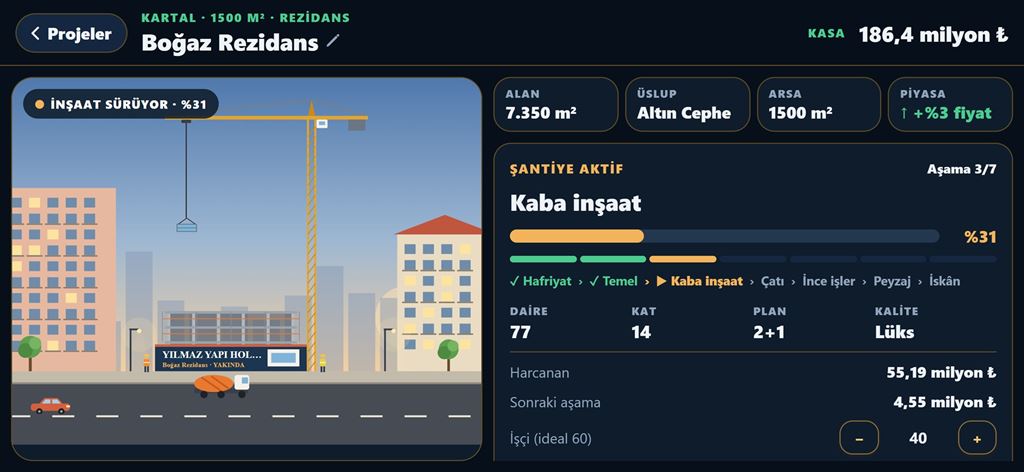 Projeler
KARTAL · 1500 M² · REZİDANS
Boğaz Rezidans
KASA 186,4 milyon ₺
İNŞAAT SÜRÜYOR · %31
YILMAZ YAPI HOL...
Boğaz Rezidans · YAKINDA
ALAN
7.350 m²
ÜSLUP
Altın Cephe
ARSA
1500 m²
PİYASA
↑ +%3 fiyat
ŞANTİYE AKTİF
Aşama 3/7
Kaba inşaat
%31
✓ Hafriyat › ✓ Temel › ▶ Kaba inşaat › Çatı › İnce işler › Peyzaj › İskân
DAİRE
77
KAT
14
PLAN
2+1
KALİTE
Lüks
Harcanan 55,19 milyon ₺
Sonraki aşama 4,55 milyon ₺
İşçi (ideal 60) − 40 +